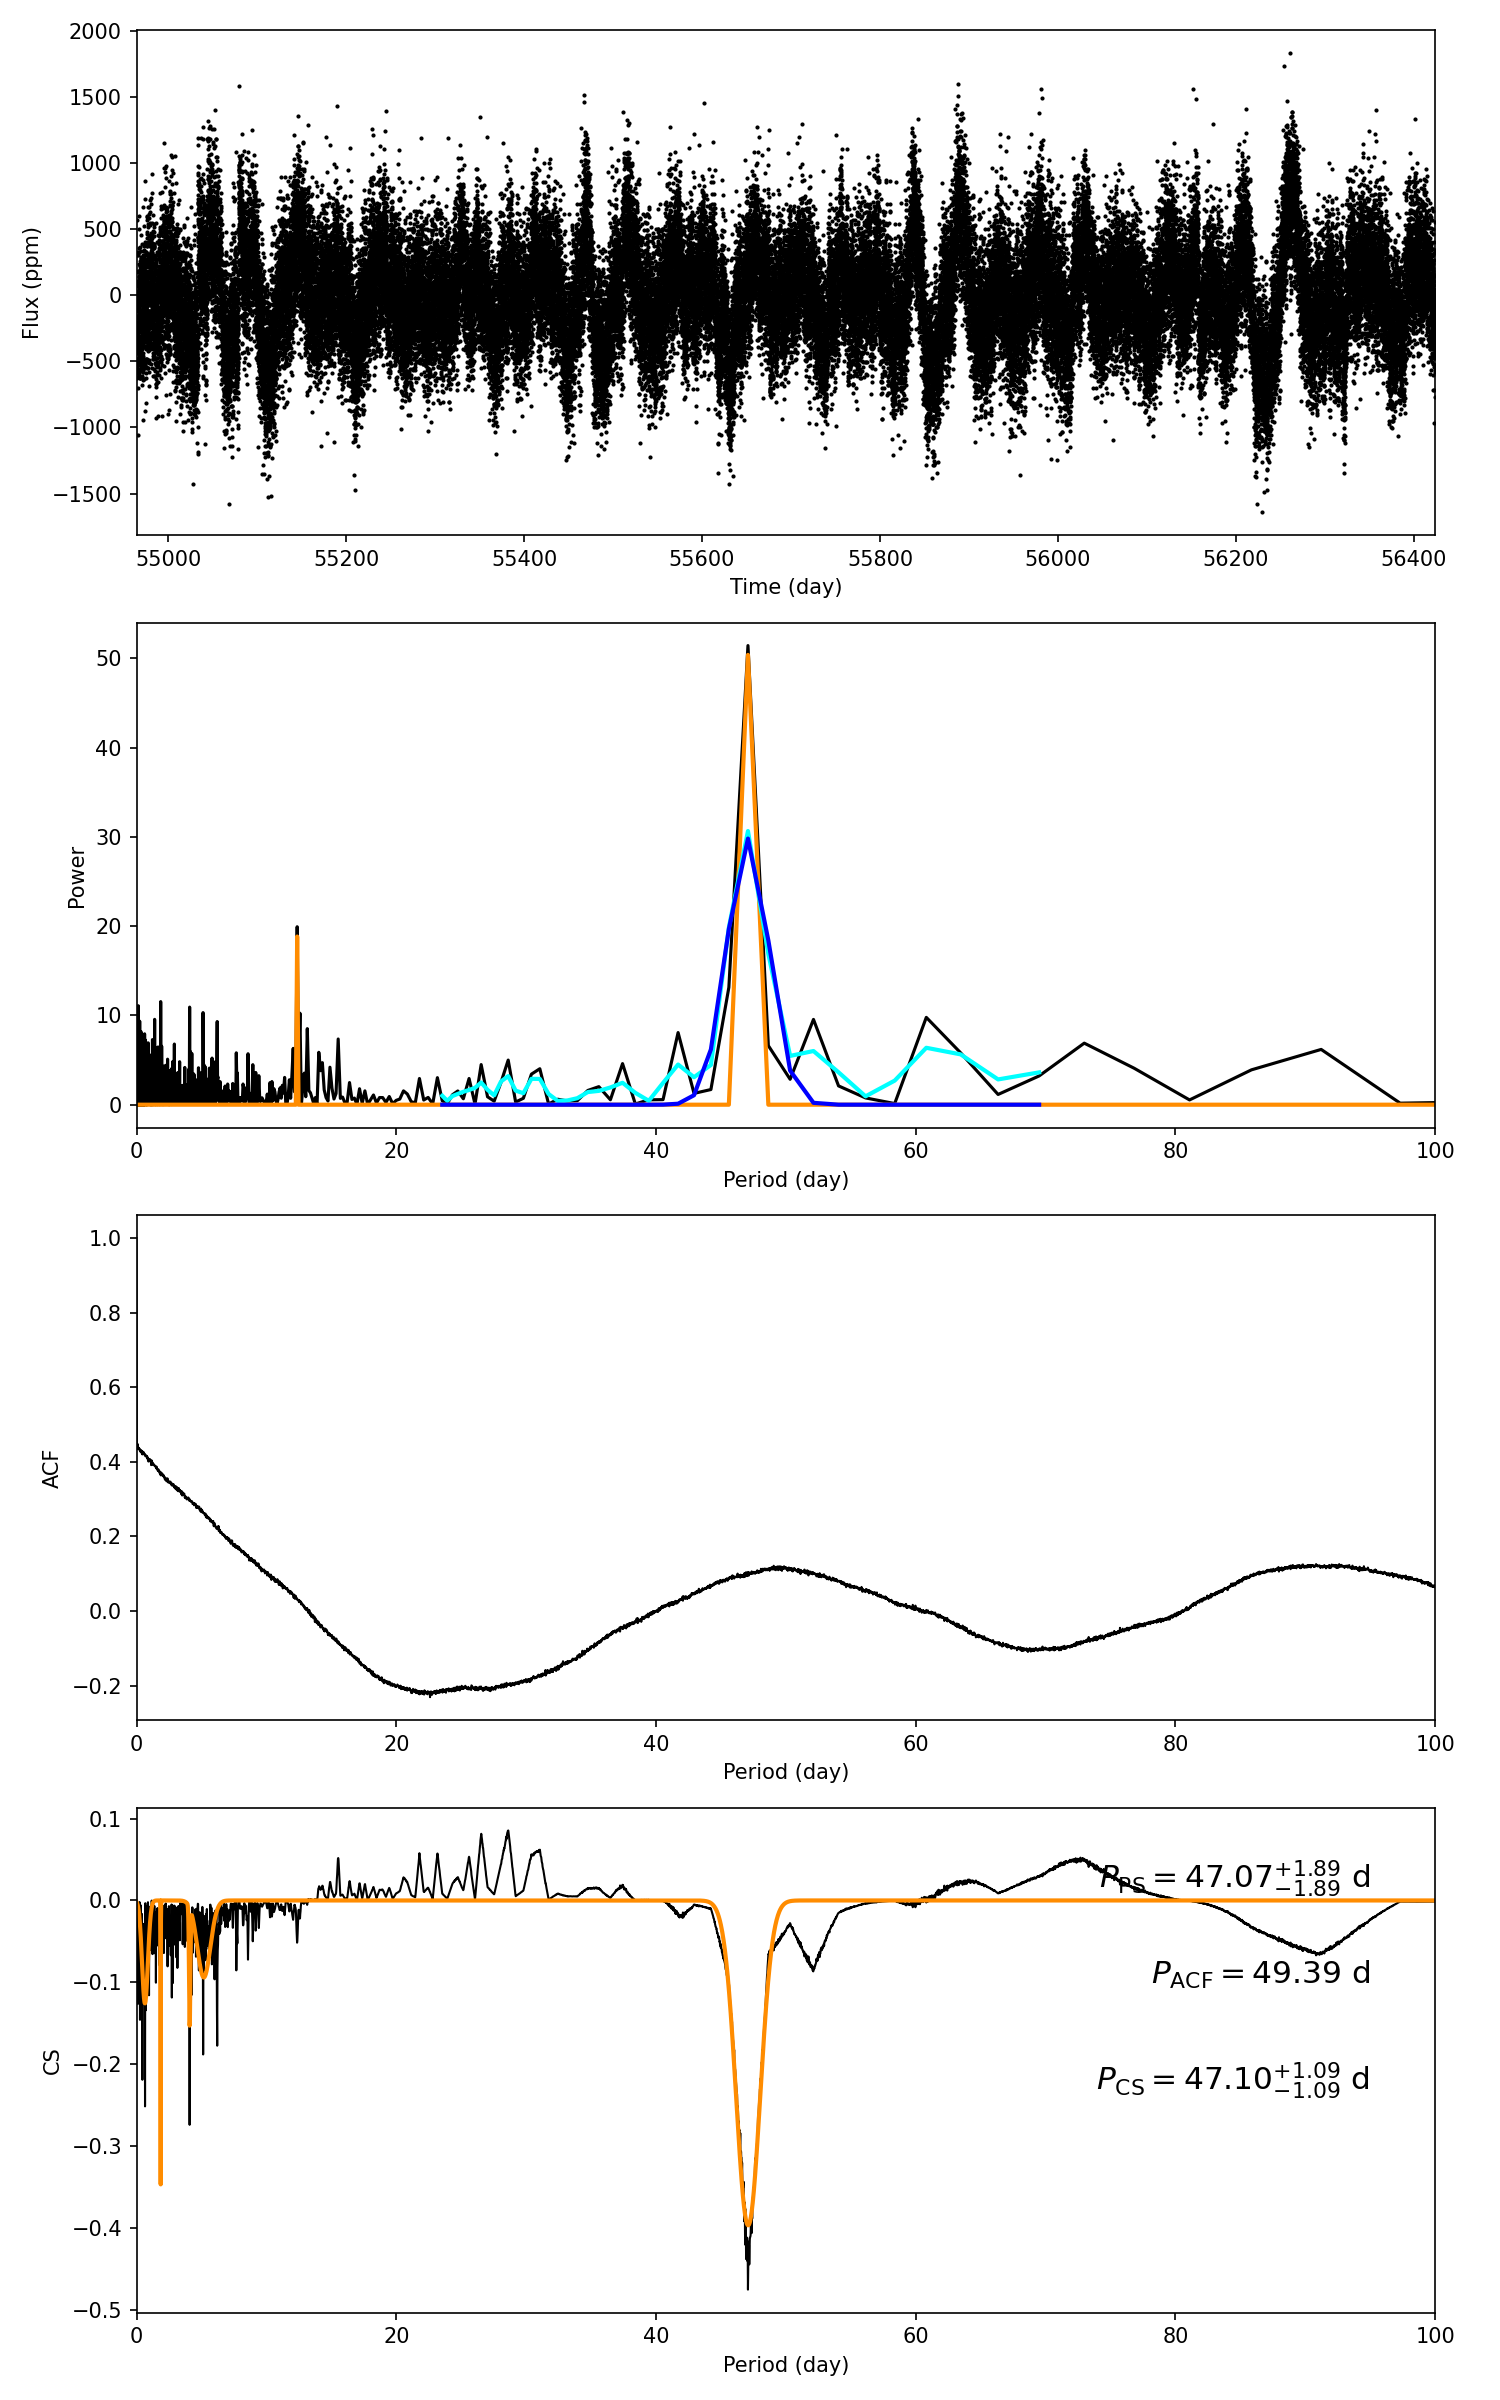 2000
1500
1000
500
0
−500
−1000
−1500
Flux (ppm)
55000 55200 55400 55600 55800 56000 56200 56400
Time (day)
50
40
30
20
10
0
Power
0 20 40 60 80 100
Period (day)
1.0
0.8
0.6
0.4
0.2
0.0
−0.2
ACF
0 20 40 60 80 100
Period (day)
0.1
0.0
−0.1
−0.2
−0.3
−0.4
−0.5
CS
P_PS = 47.07 +1.89 −1.89 d
P_ACF = 49.39 d
P_CS = 47.10 +1.09 −1.09 d
0 20 40 60 80 100
Period (day)